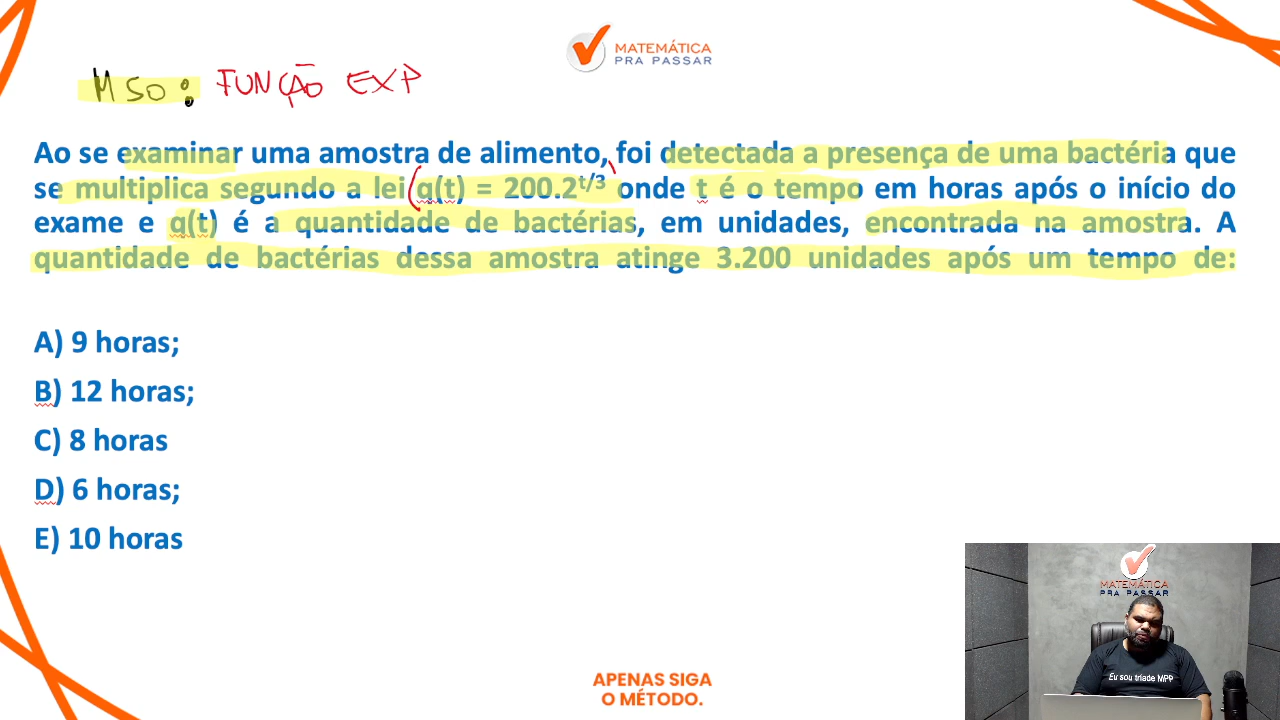 MATEMÁTICA
PRA PASSAR
MSO: FUNÇÃO EXP
Ao se examinar uma amostra de alimento, foi detectada a presença de uma bactéria que
se multiplica segundo a lei q(t) = 200.2^t/3 onde t é o tempo em horas após o início do
exame e q(t) é a quantidade de bactérias, em unidades, encontrada na amostra. A
quantidade de bactérias dessa amostra atinge 3.200 unidades após um tempo de:
A) 9 horas;
B) 12 horas;
C) 8 horas
D) 6 horas;
E) 10 horas
MATEMÁTICA
PRA PASSAR
Eu sou tríade MPP
APENAS SIGA
O MÉTODO.